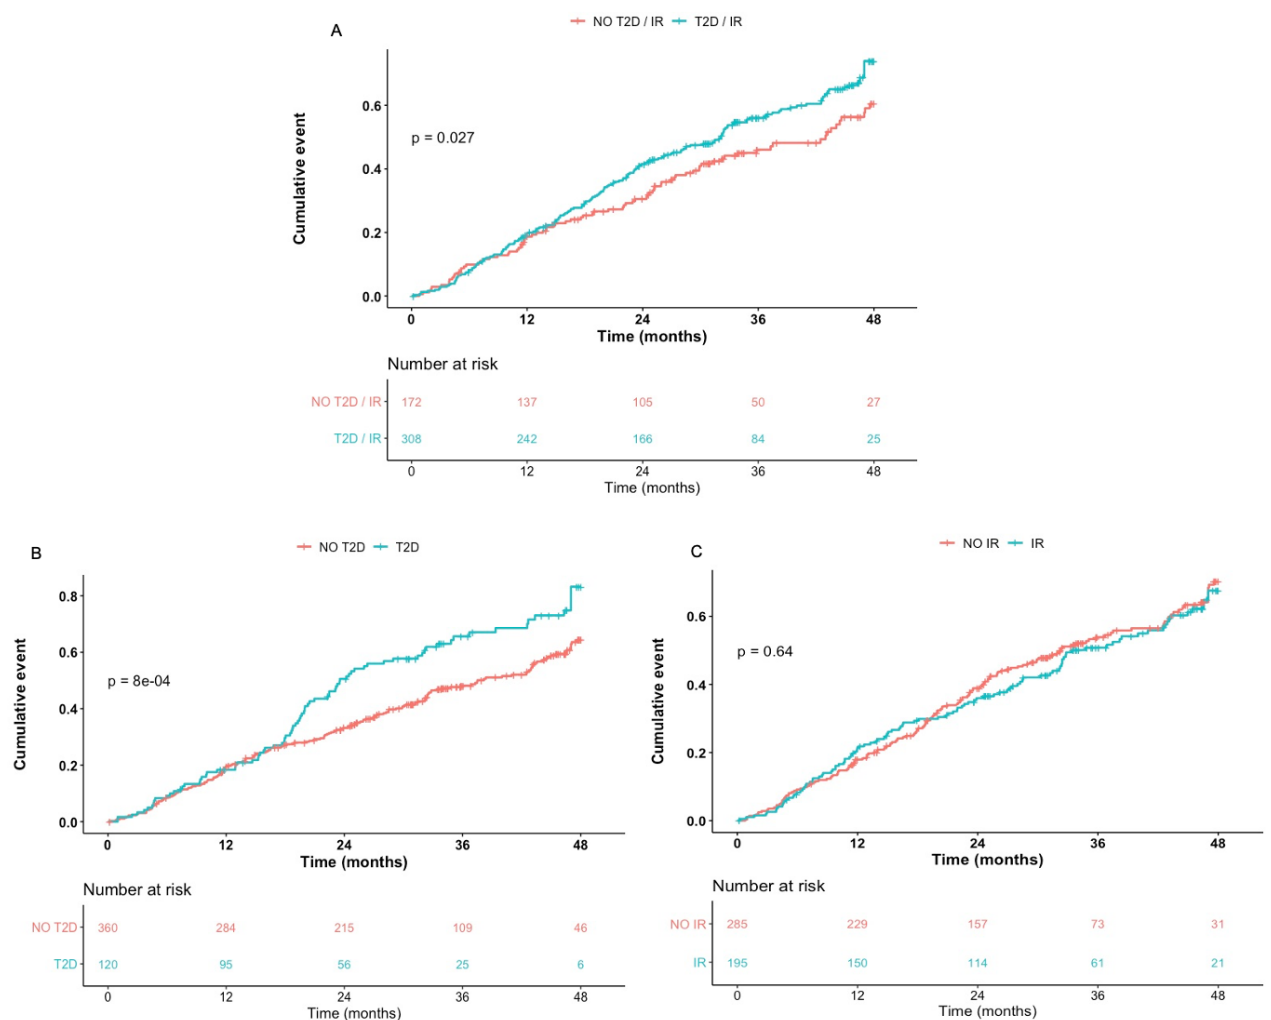 NO T2D / IR T2D / IR
A
Cumulative event
0.6
0.4
0.2
0.0
p = 0.027
0 12 24 36 48
Time (months)
Number at risk
NO T2D / IR 172 137 105 50 27
T2D / IR 308 242 166 84 25
0 12 24 36 48
Time (months)
B
NO T2D T2D
Cumulative event
0.8
0.6
0.4
0.2
0.0
p = 8e-04
0 12 24 36 48
Time (months)
Number at risk
NO T2D 360 284 215 109 46
T2D 120 95 56 25 6
0 12 24 36 48
Time (months)
C
NO IR IR
Cumulative event
0.6
0.4
0.2
0.0
p = 0.64
0 12 24 36 48
Time (months)
Number at risk
NO IR 285 229 157 73 31
IR 195 150 114 61 21
0 12 24 36 48
Time (months)